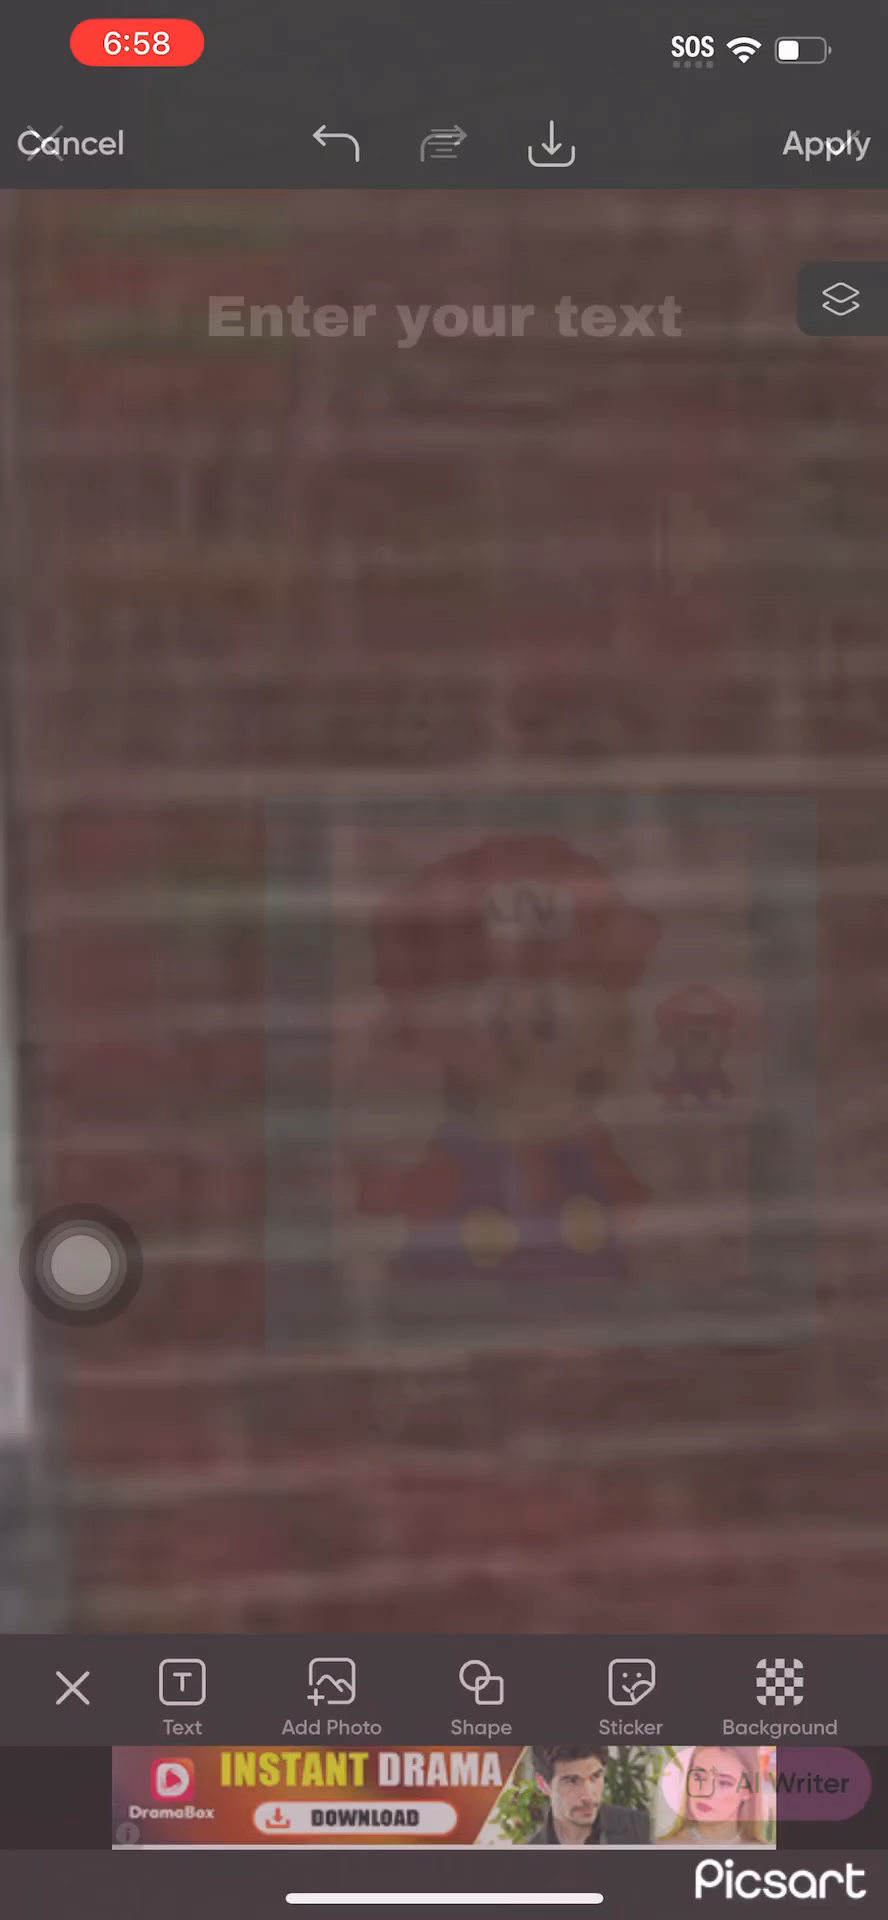 6:58
SOS
Cancel
Apply
Enter your text
Text
Add Photo
Shape
Sticker
Background
INSTANT DRAMA
DramaBox
DOWNLOAD
AI Writer
Picsart